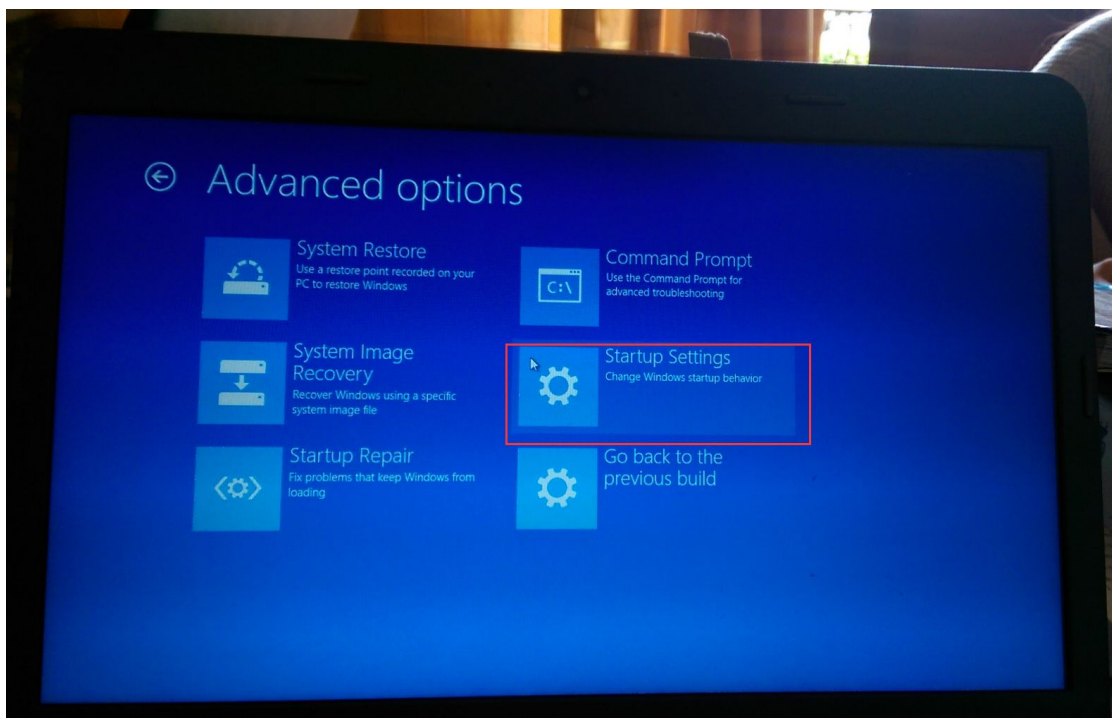 Advanced options
System Restore
Use a restore point recorded on your
PC to restore Windows
Command Prompt
Use the Command Prompt for
advanced troubleshooting
C:\
System Image
Recovery
Recover Windows using a specific
system image file
Startup Settings
Change Windows startup behavior
Startup Repair
Fix problems that keep Windows from
loading
Go back to the
previous build